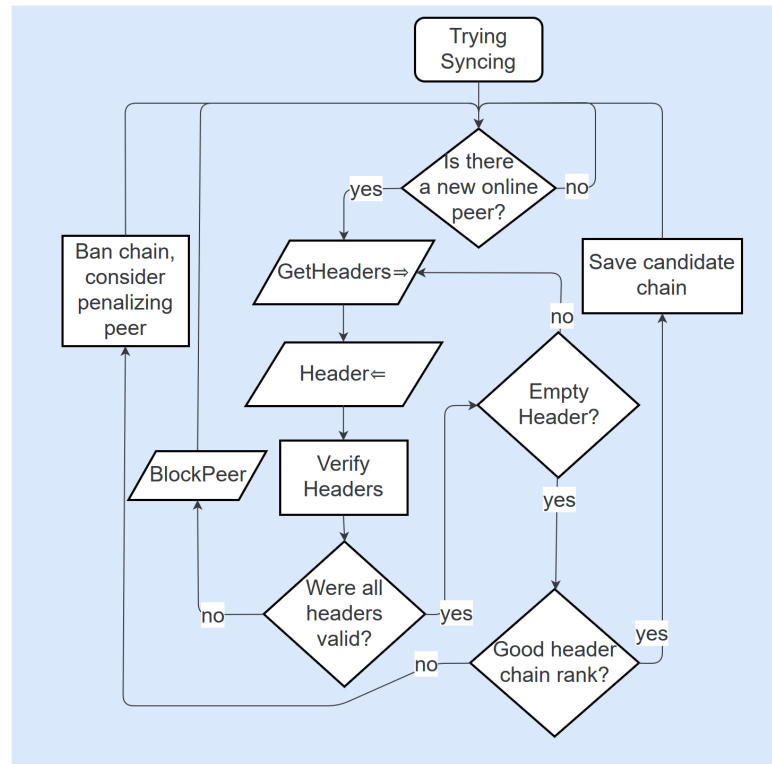 Trying
Syncing
Is there
a new online
peer?
yes
no
Ban chain,
consider
penalizing
peer
GetHeaders⇒
Save candidate
chain
no
Header⇐
Empty
Header?
Verify
Headers
BlockPeer
yes
Were all
headers
valid?
no
yes
yes
Good header
chain rank?
no